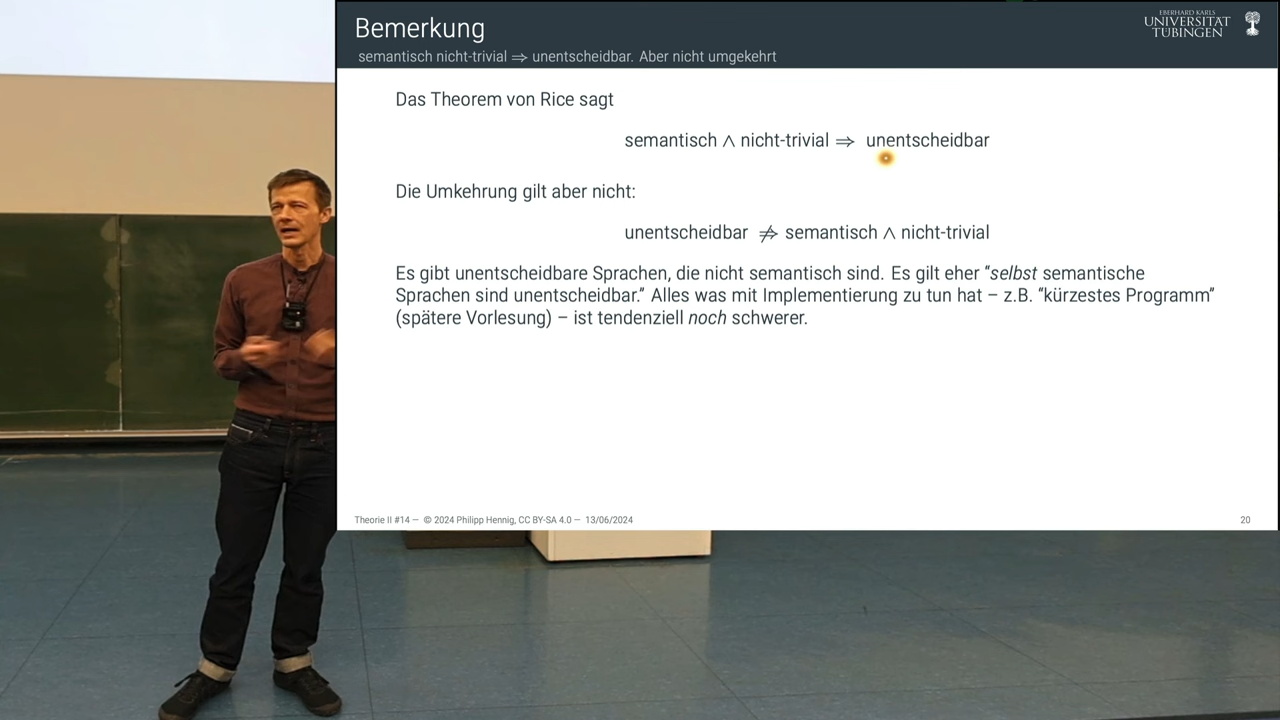 Bemerkung
semantisch nicht-trivial ⇒ unentscheidbar. Aber nicht umgekehrt
EBERHARD KARLS
UNIVERSITAT
TUBINGEN
Das Theorem von Rice sagt
semantisch ∧ nicht-trivial ⇒ unentscheidbar
Die Umkehrung gilt aber nicht:
unentscheidbar ⇏ semantisch ∧ nicht-trivial
Es gibt unentscheidbare Sprachen, die nicht semantisch sind. Es gilt eher “selbst semantische
Sprachen sind unentscheidbar.” Alles was mit Implementierung zu tun hat – z.B. “kürzestes Programm”
(spätere Vorlesung) – ist tendenziell noch schwerer.
Theorie II #14 — © 2024 Philipp Hennig, CC BY-SA 4.0 — 13/06/2024
20